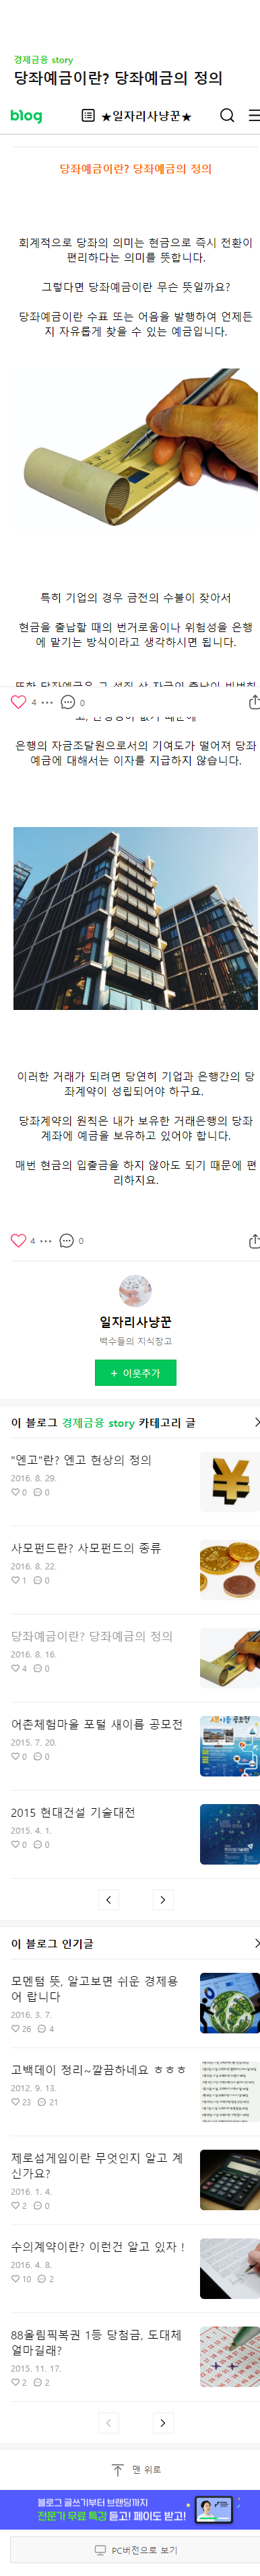 경제금융 story
당좌예금이란? 당좌예금의 정의
blog
★일자리사냥꾼★
당좌예금이란? 당좌예금의 정의
회계적으로 당좌의 의미는 현금으로 즉시 전환이
편리하다는 의미를 뜻합니다.
그렇다면 당좌예금이란 무슨 뜻일까요?
당좌예금이란 수표 또는 어음을 발행하여 언제든
지 자유롭게 찾을 수 있는 예금입니다.
특히 기업의 경우 금전의 수불이 잦아서
현금을 출납할 때의 번거로움이나 위험성을 은행
에 맡기는 방식이라고 생각하시면 됩니다.
4
0
은행의 자금조달원으로서의 기여도가 떨어져 당좌
예금에 대해서는 이자를 지급하지 않습니다.
이러한 거래가 되려면 당연히 기업과 은행간의 당
좌계약이 성립되어야 하구요.
당좌계약의 원칙은 내가 보유한 거래은행의 당좌
계좌에 예금을 보유하고 있어야 합니다.
매번 현금의 입출금을 하지 않아도 되기 때문에 편
리하지요.
4
0
일자리사냥꾼
백수들의 지식창고
+ 이웃추가
이 블로그 경제금융 story 카테고리 글
"엔고"란? 엔고 현상의 정의
2016. 8. 29.
0 0
사모펀드란? 사모펀드의 종류
2016. 8. 22.
1 0
당좌예금이란? 당좌예금의 정의
2016. 8. 16.
4 0
어촌체험마을 포털 새이름 공모전
2015. 7. 20.
0 0
2015 현대건설 기술대전
2015. 4. 1.
0 0
이 블로그 인기글
모멘텀 뜻, 알고보면 쉬운 경제용
어 랍니다
2016. 3. 7.
26 4
고백데이 정리~깔끔하네요 ㅎㅎㅎ
2012. 9. 13.
23 21
제로섬게임이란 무엇인지 알고 계
신가요?
2016. 1. 4.
2 0
수의계약이란? 이런건 알고 있자 !
2016. 4. 8.
10 2
88올림픽복권 1등 당첨금, 도대체
얼마길래?
2015. 11. 17.
2 2
맨 위로
블로그 글쓰기부터 브랜딩까지
전문가 무료 특강 듣고! 페이도 받고!
PC버전으로 보기